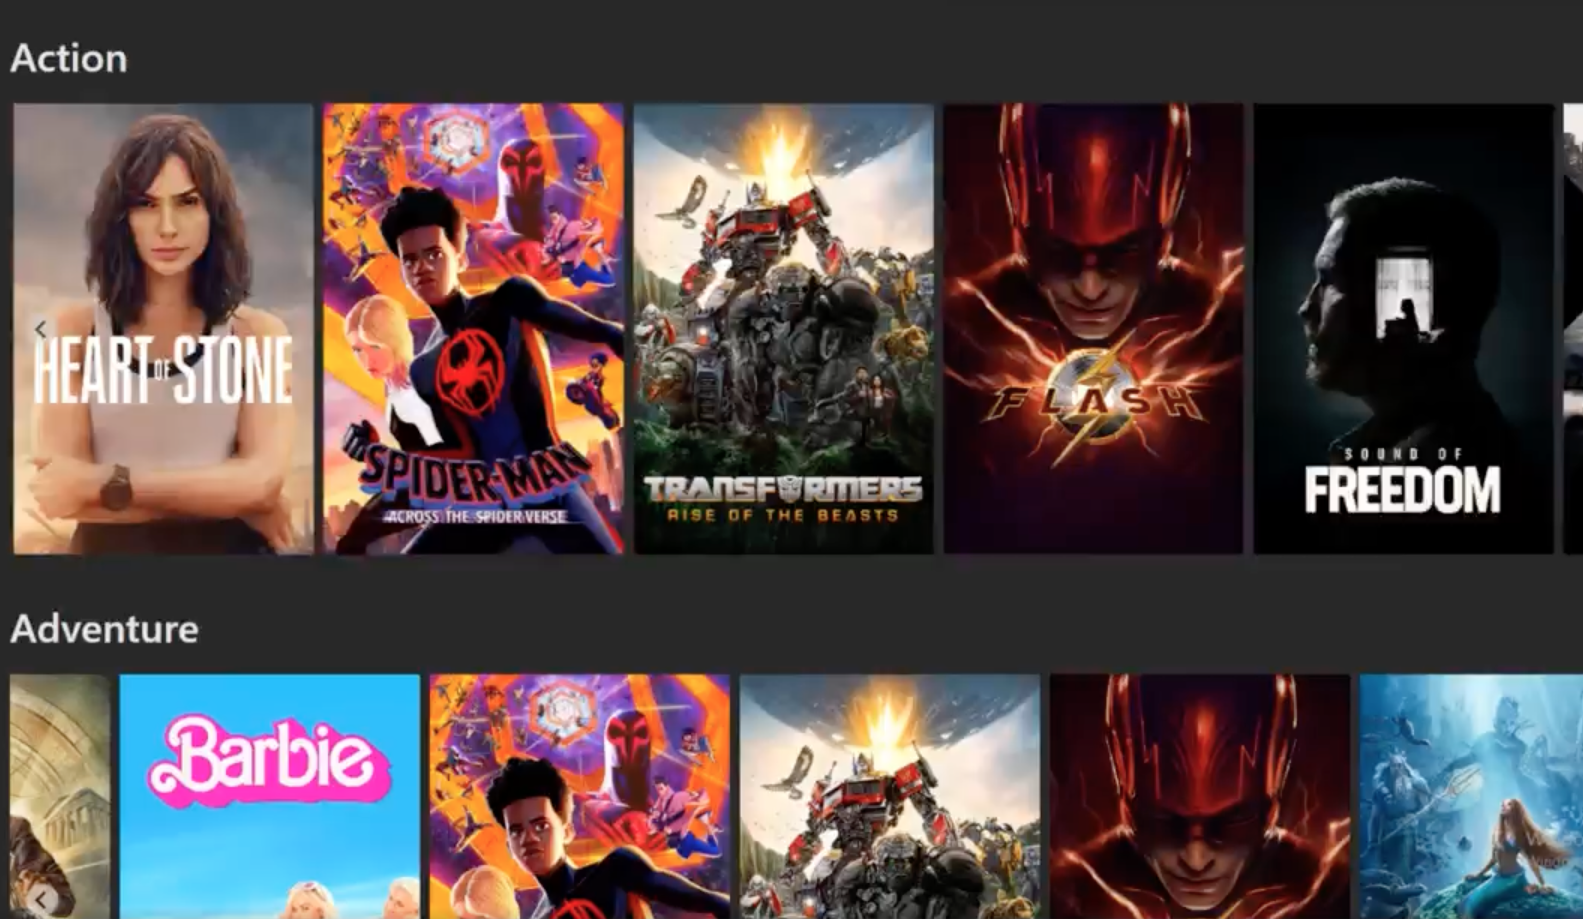 Action
HEART OF STONE
SPIDER-MAN
ACROSS THE SPIDER-VERSE
TRANSFORMERS
RISE OF THE BEASTS
FLASH
SOUND OF
FREEDOM
Adventure
Barbie